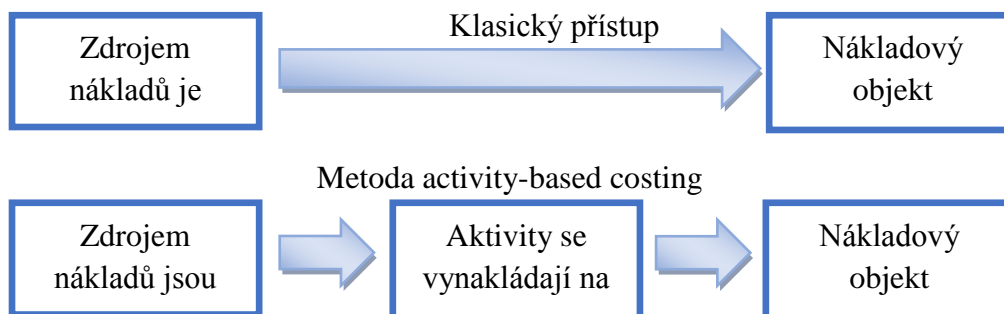 Klasický přístup
Zdrojem
nákladů je
Nákladový
objekt
Metoda activity-based costing
Zdrojem
nákladů jsou
Aktivity se
vynakládají na
Nákladový
objekt